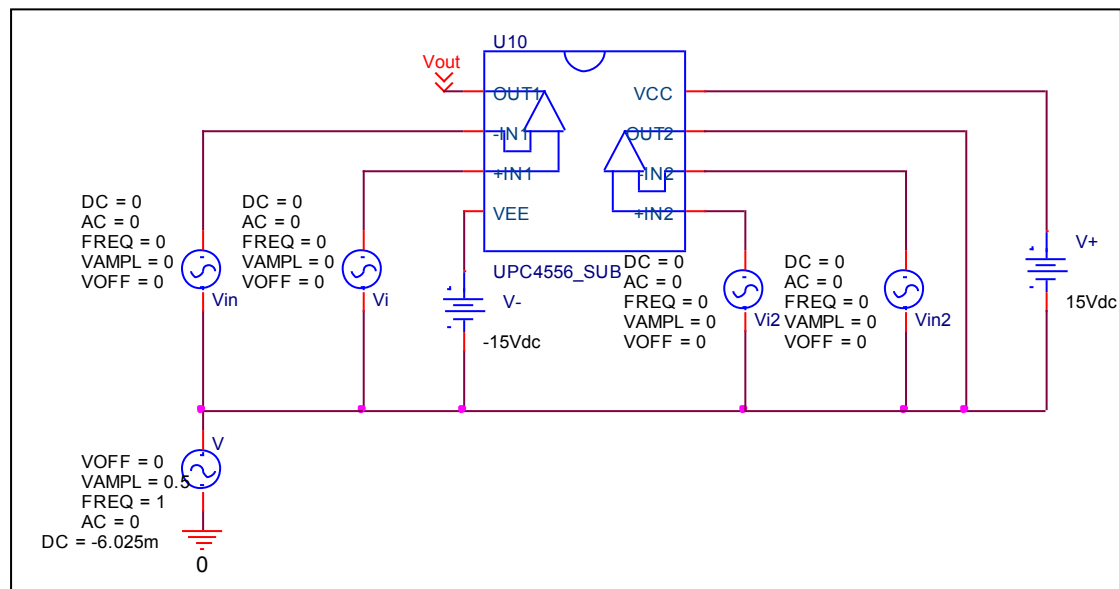 U10
Vout
OUT1
VCC
-IN1
OUT2
+IN1
-IN2
VEE
+IN2
UPC4556_SUB
DC = 0
AC = 0
FREQ = 0
VAMPL = 0
VOFF = 0
Vin
DC = 0
AC = 0
FREQ = 0
VAMPL = 0
VOFF = 0
Vi
V-
-15Vdc
DC = 0
AC = 0
FREQ = 0
VAMPL = 0
VOFF = 0
Vi2
DC = 0
AC = 0
FREQ = 0
VAMPL = 0
VOFF = 0
Vin2
V+
15Vdc
V
VOFF = 0
VAMPL = 0.5
FREQ = 1
AC = 0
DC = -6.025m
0